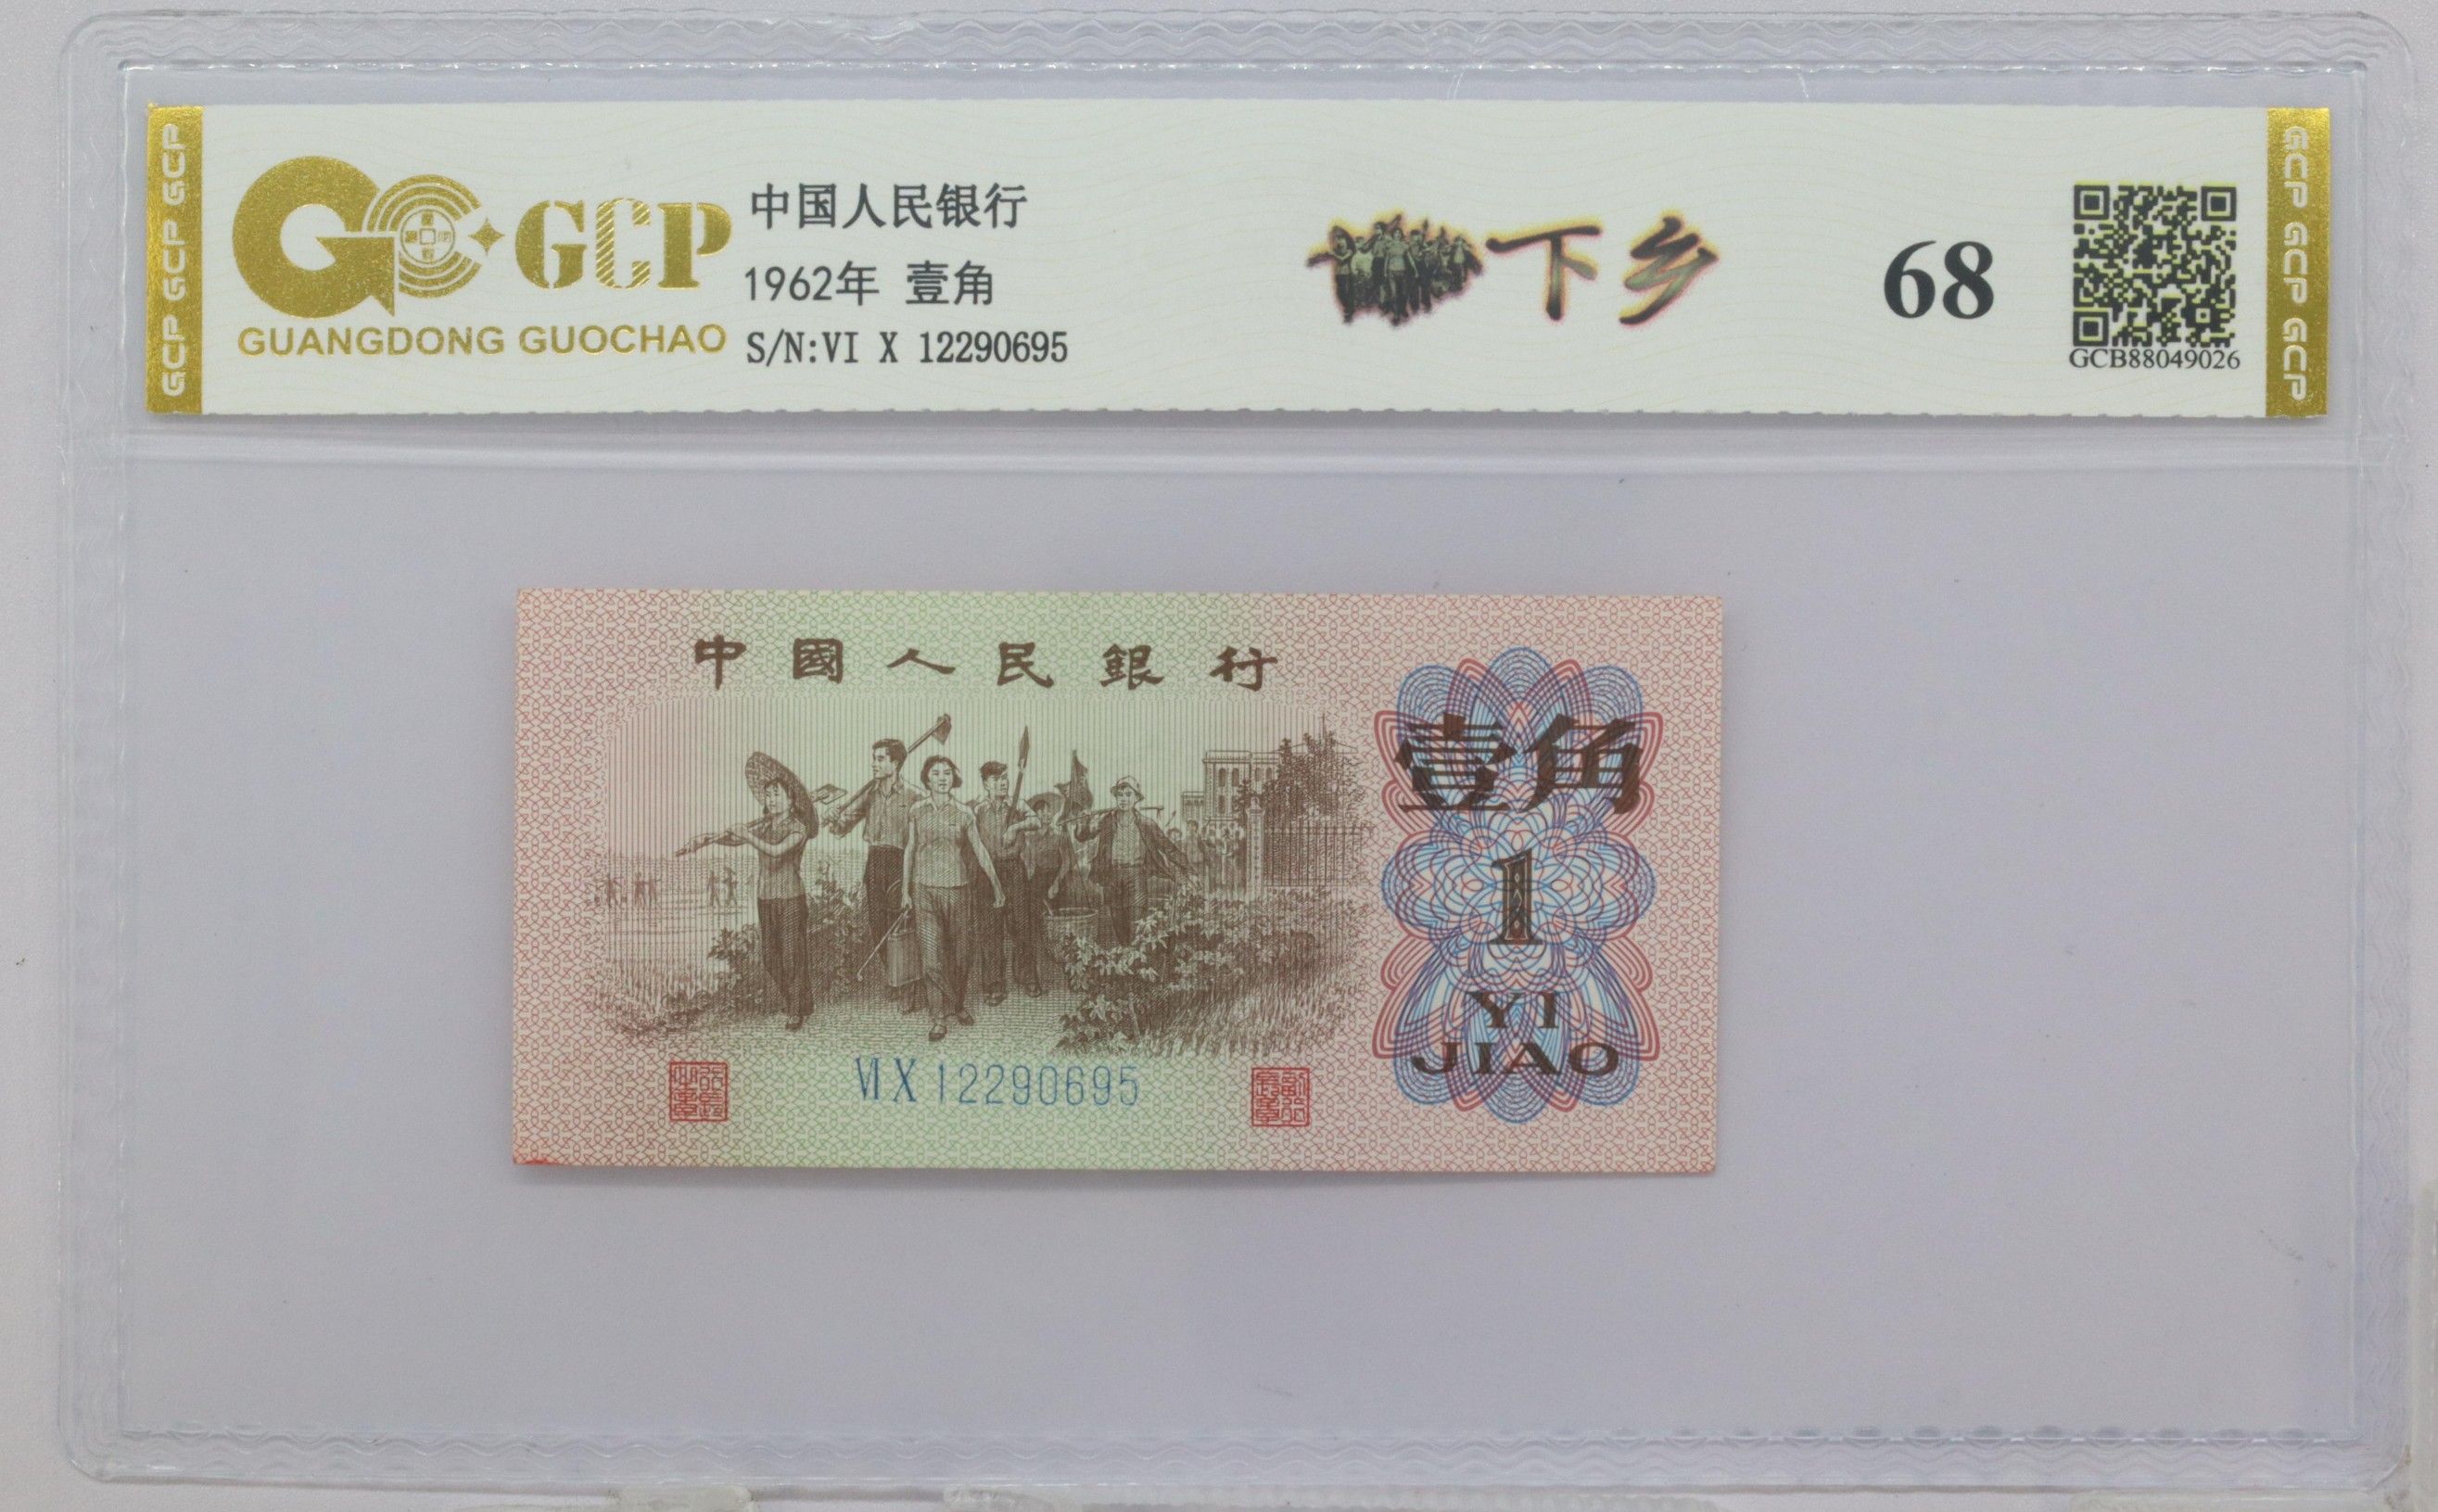 GCP GCP GCP GCP
GCP
GUANGDONG GUOCHAO
中国人民银行
1962年 壹角
S/N:VI X 12290695
下乡
68
GCB88049026
GCP GCP GCP GCP
中國人民銀行
壹角
1
YI
JIAO
VI X 12290695